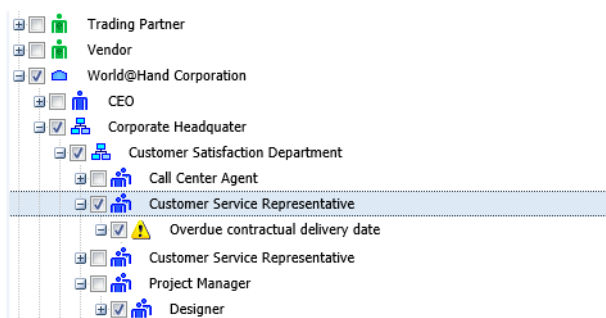 Trading Partner
Vendor
World@Hand Corporation
CEO
Corporate Headquater
Customer Satisfaction Department
Call Center Agent
Customer Service Representative
Overdue contractual delivery date
Customer Service Representative
Project Manager
Designer